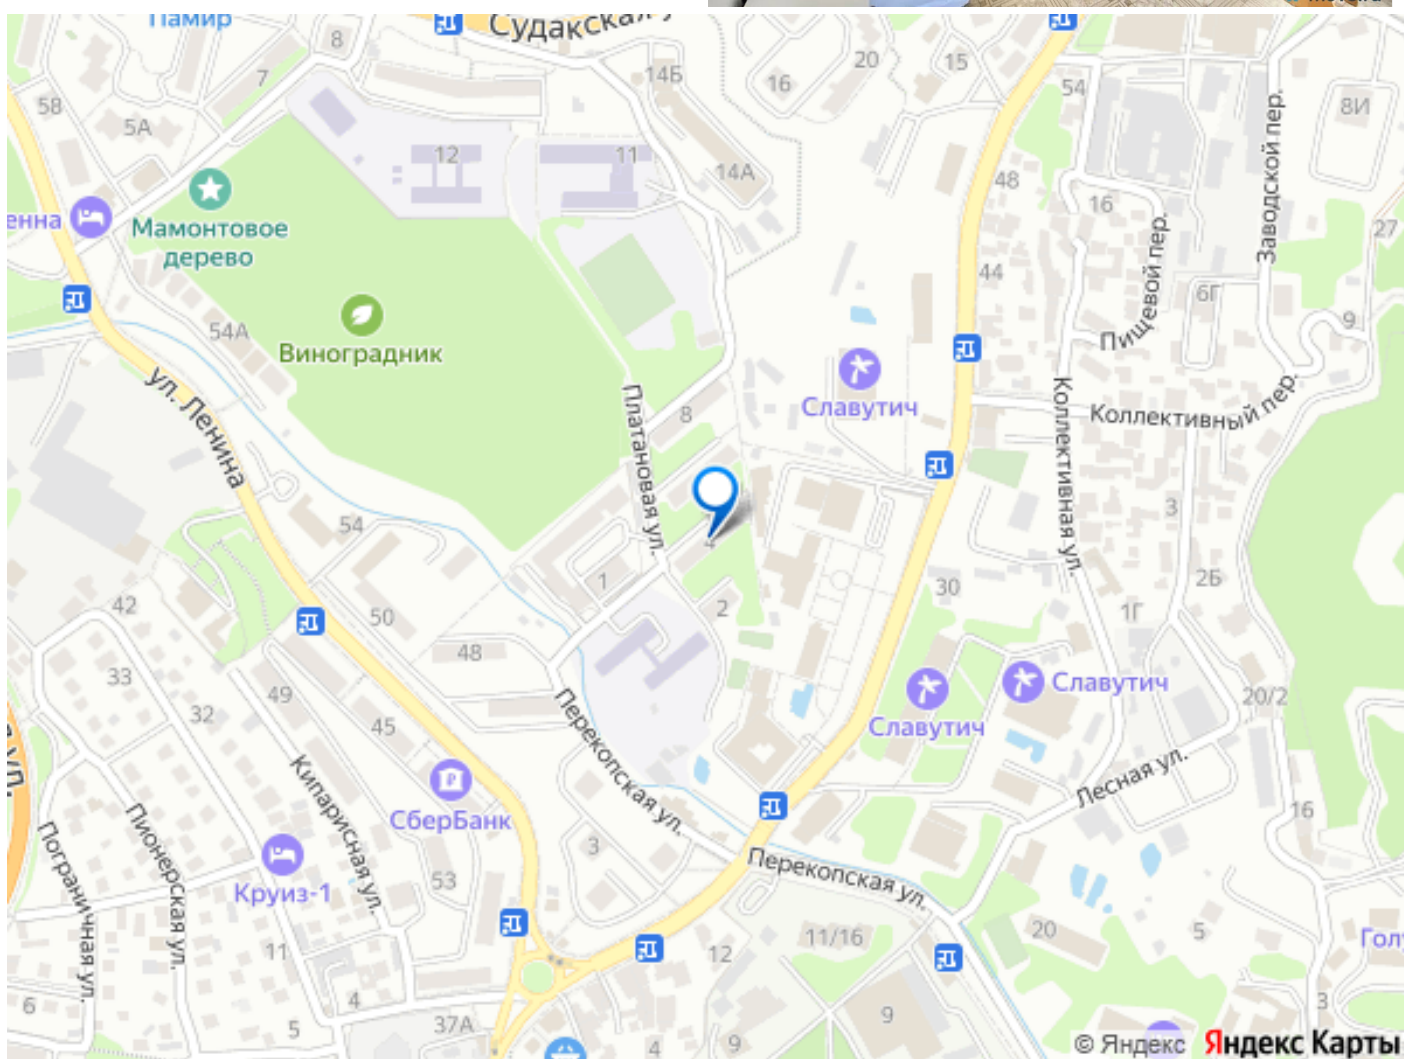 Памир
Судакская у
8
14Б
16
20
15
54
7
58
5А
8И
12
11
14А
48
16
Заводской пер.
27
енна
Мамонтовое
дерево
44
6Г
9
Пищевой пер.
54А
Виноградник
ул. Ленина
Платановая ул.
8
Славутич
Коллективный пер.
Коллективная ул.
3
54
4
1
2
30
2Б
1Г
42
50
48
33
49
32
45
Славутич
Славутич
20/2
Перекопская ул.
Лесная ул.
Кипарисная ул.
СберБанк
16
Пионерская ул.
Пограничная ул.
3
Круиз-1
53
Перекопская ул.
11
12
11/16
20
5
Гол
6
4
5
37А
4
9
9
3
© Яндекс Яндекс Карты